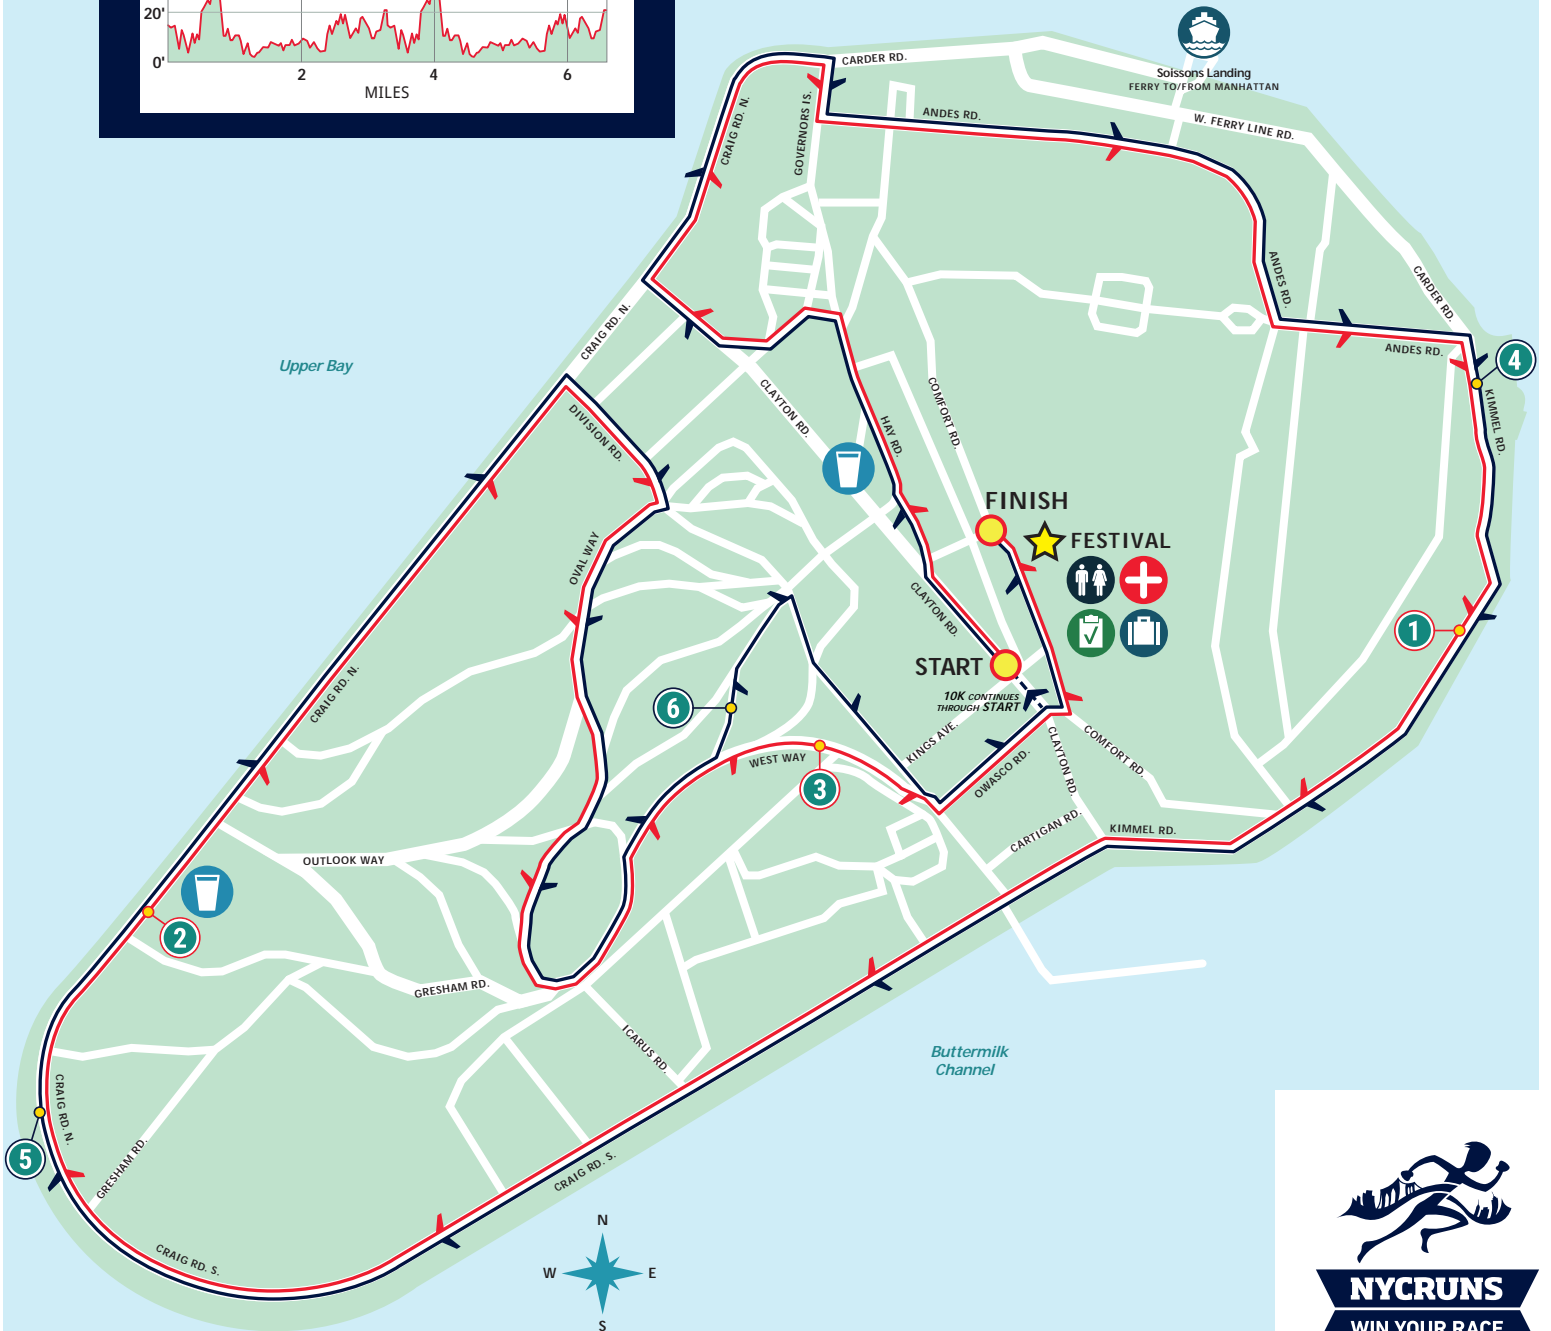 20'
0'
2
4
6
MILES
Soissons Landing
FERRY TO/FROM MANHATTAN
CARDER RD.
W. FERRY LINE RD.
ANDES RD.
GOVERNORS IS.
CRAIG RD. N.
ANDES RD.
CARDER RD.
ANDES RD.
4
KIMMEL RD.
CRAIG RD. N.
Upper Bay
CLAYTON RD.
DIVISION RD.
HAY RD.
COMFORT RD.
FINISH
FESTIVAL
OVAL WAY
CLAYTON RD.
1
START
10K CONTINUES
THROUGH START
CRAIG RD. N.
6
KINGS AVE.
WEST WAY
3
OWASCO RD.
CLAYTON RD.
COMFORT RD.
CARTIGAN RD.
KIMMEL RD.
OUTLOOK WAY
2
GRESHAM RD.
ICARUS RD.
Buttermilk
Channel
CRAIG RD. N.
5
GRESHAM RD.
CRAIG RD. S.
CRAIG RD. S.
N
W
E
S
NYCRUNS
WIN YOUR RACE